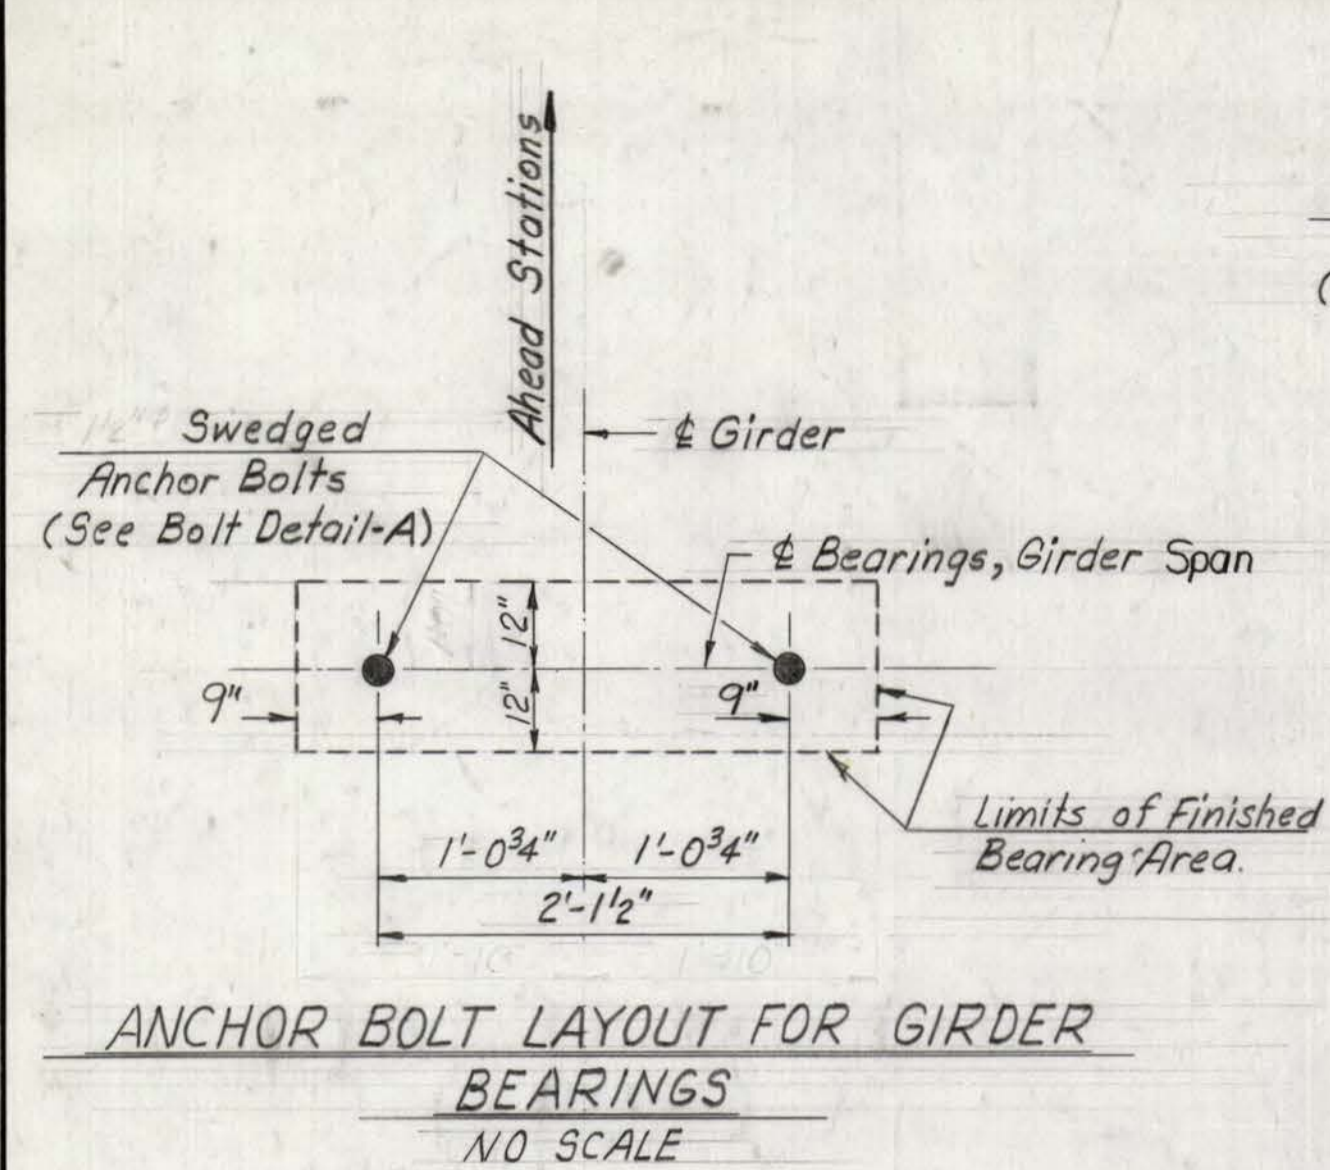 Ahead Stations
Swedged
Anchor Bolts
(See Bolt Detail-A)
℄ Girder
℄ Bearings, Girder Span
12"
12"
9"
9"
1'-0¾"
1'-0¾"
2'-1½"
Limits of Finished
Bearing Area.
ANCHOR BOLT LAYOUT FOR GIRDER
BEARINGS
NO SCALE